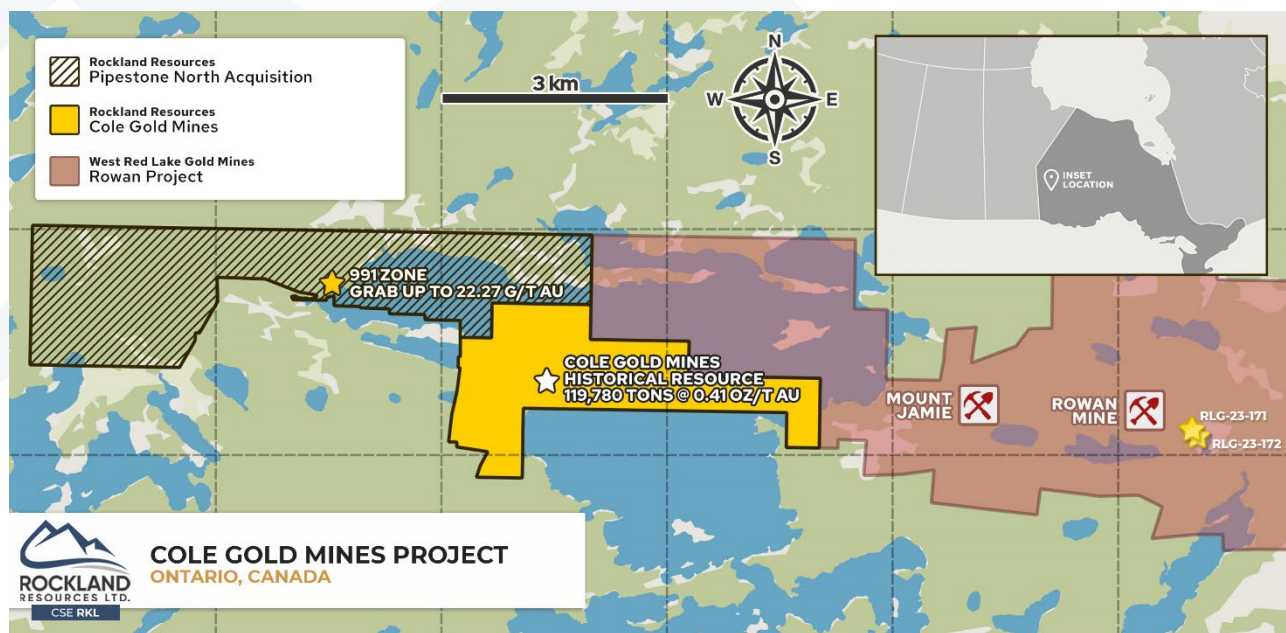 Rockland Resources
Pipestone North Acquisition
Rockland Resources
Cole Gold Mines
West Red Lake Gold Mines
Rowan Project
3 km
N
W
E
S
INSET
LOCATION
991 ZONE
GRAB UP TO 22.27 G/T AU
COLE GOLD MINES
HISTORICAL RESOURCE
119,780 TONS @ 0.41 OZ/T AU
MOUNT
JAMIE
ROWAN
MINE
RLG-23-171
RLG-23-172
ROCKLAND
RESOURCES LTD.
CSE RKL
COLE GOLD MINES PROJECT
ONTARIO, CANADA